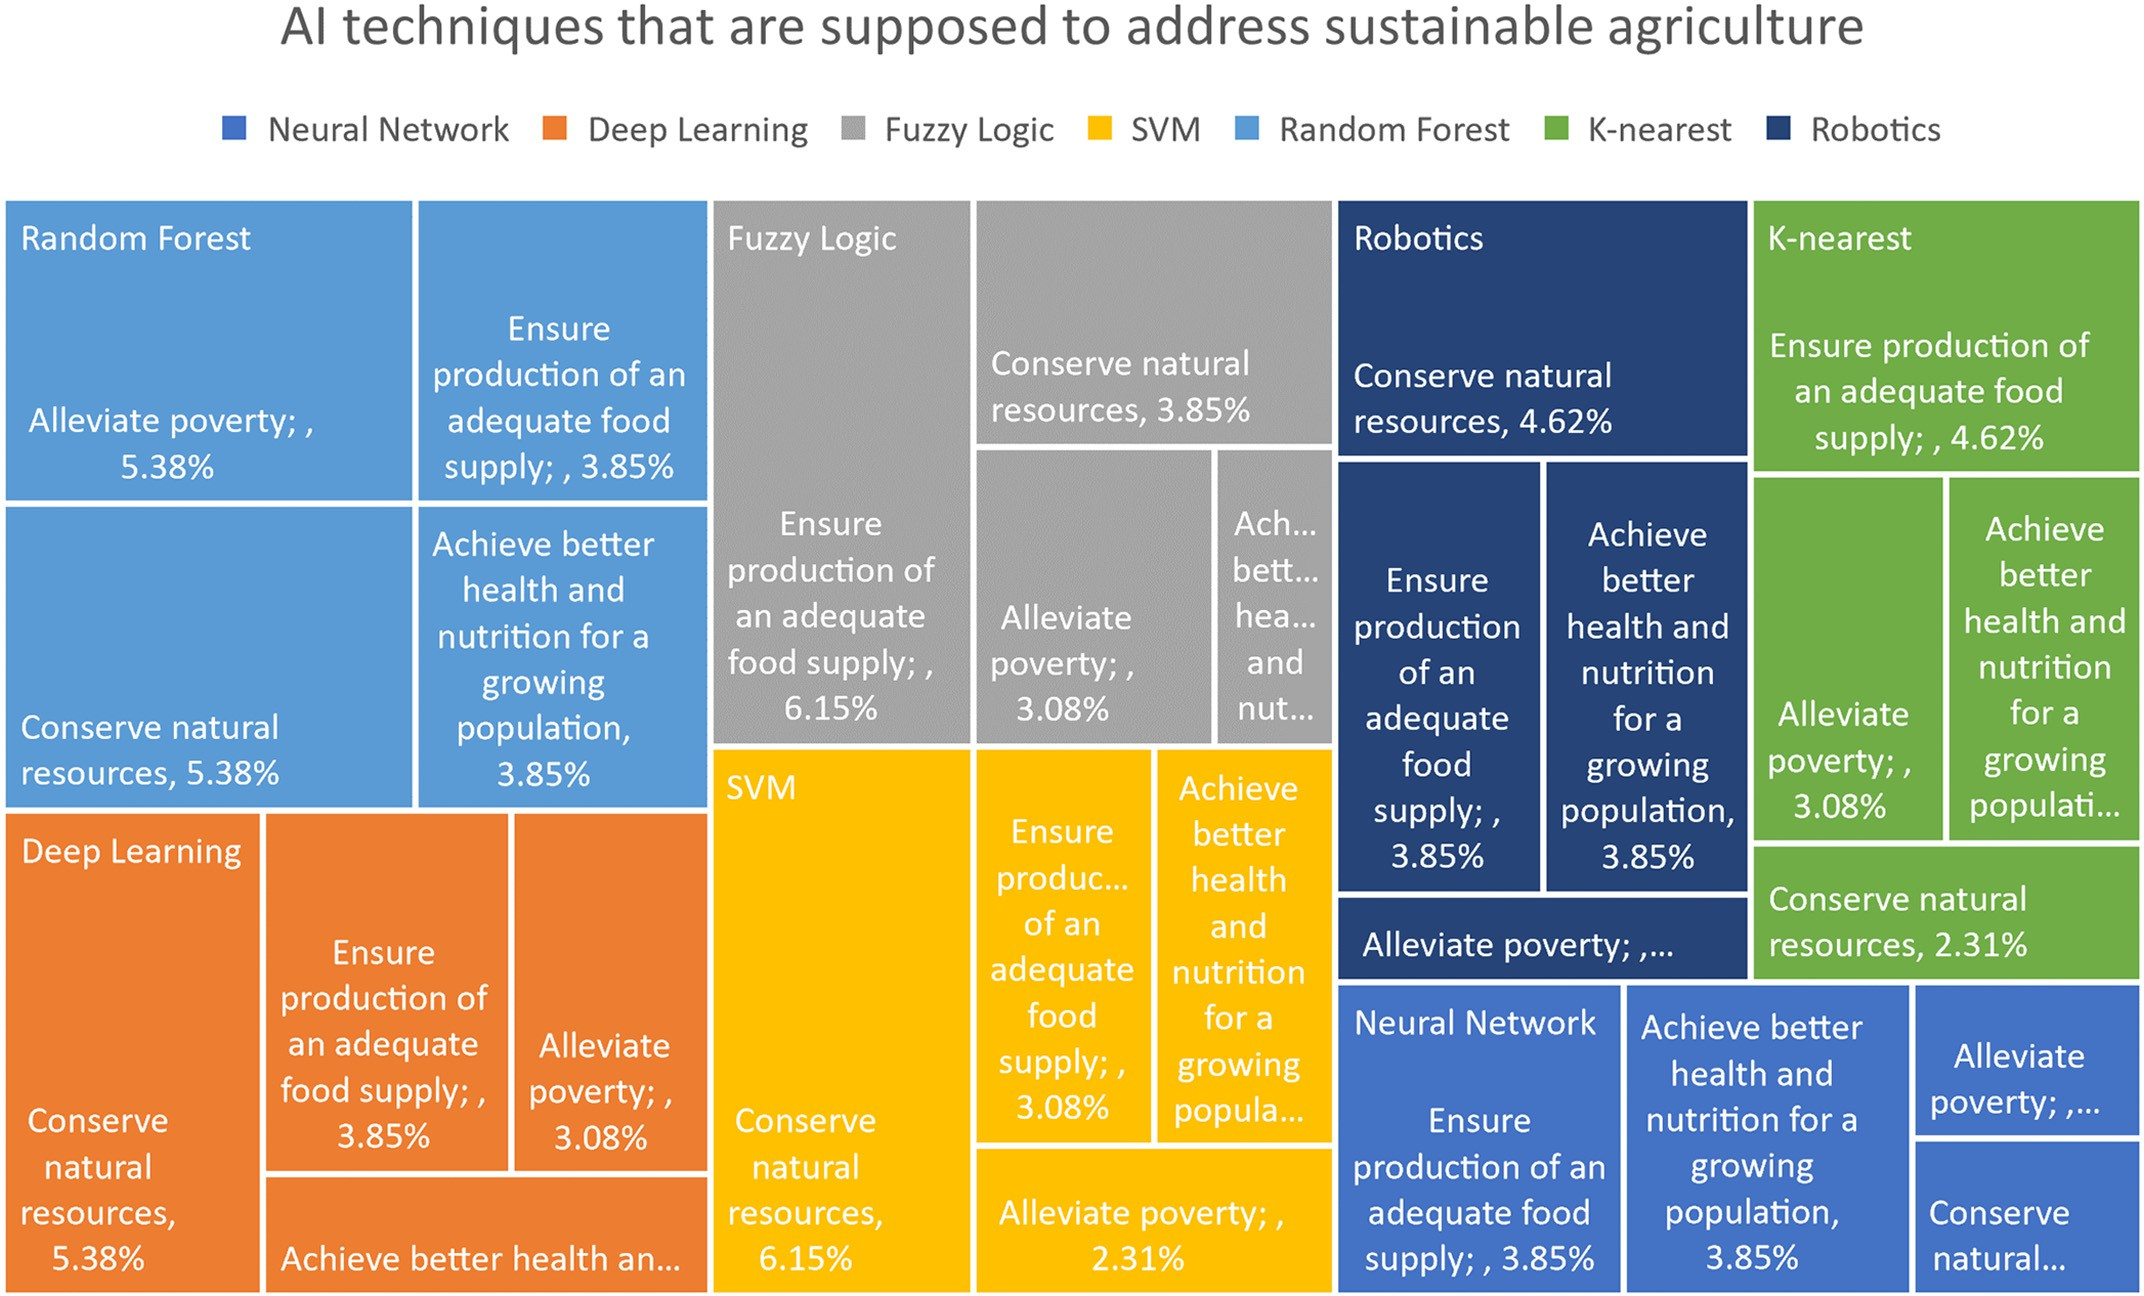 AI techniques that are supposed to address sustainable agriculture
Neural Network
Deep Learning
Fuzzy Logic
SVM
Random Forest
K-nearest
Robotics
Random Forest
Alleviate poverty; ,
5.38%
Ensure
production of an
adequate food
supply; , 3.85%
Conserve natural
resources, 5.38%
Achieve better
health and
nutrition for a
growing
population,
3.85%
Deep Learning
Conserve
natural
resources,
5.38%
Ensure
production of
an adequate
food supply; ,
3.85%
Alleviate
poverty; ,
3.08%
Achieve better health an...
Fuzzy Logic
Ensure
production of
an adequate
food supply; ,
6.15%
Conserve natural
resources, 3.85%
Alleviate
poverty; ,
3.08%
Ach...
bett...
hea...
and
nut...
SVM
Conserve
natural
resources,
6.15%
Ensure
produc...
of an
adequate
food
supply; ,
3.08%
Achieve
better
health
and
nutrition
for a
growing
popula...
Alleviate poverty; ,
2.31%
Robotics
Conserve natural
resources, 4.62%
Ensure
production
of an
adequate
food
supply; ,
3.85%
Achieve
better
health and
nutrition
for a
growing
population,
3.85%
Alleviate poverty; ,...
K-nearest
Ensure production of
an adequate food
supply; , 4.62%
Alleviate
poverty; ,
3.08%
Achieve
better
health and
nutrition
for a
growing
populati...
Conserve natural
resources, 2.31%
Neural Network
Ensure
production of an
adequate food
supply; , 3.85%
Achieve better
health and
nutrition for a
growing
population,
3.85%
Alleviate
poverty; ,...
Conserve
natural...